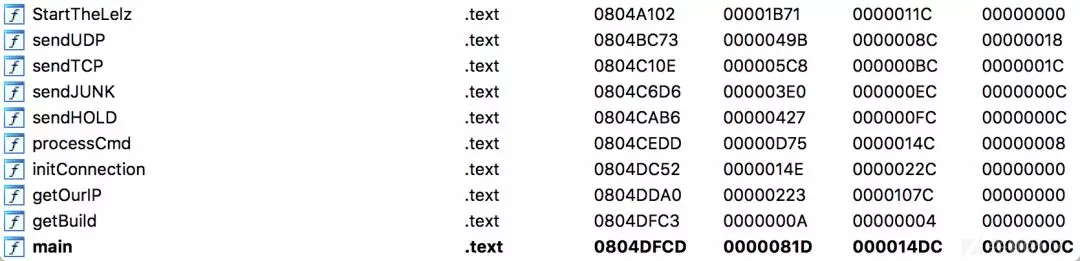 StartTheLelz .text 0804A102 00001B71 0000011C 00000000
sendUDP .text 0804BC73 0000049B 0000008C 00000018
sendTCP .text 0804C10E 000005C8 000000BC 0000001C
sendJUNK .text 0804C6D6 000003E0 000000EC 0000000C
sendHOLD .text 0804CAB6 00000427 000000FC 0000000C
processCmd .text 0804CEDD 00000D75 0000014C 00000008
initConnection .text 0804DC52 0000014E 0000022C 00000000
getOurIP .text 0804DDA0 00000223 0000107C 00000000
getBuild .text 0804DFC3 0000000A 00000004 00000000
main .text 0804DFCD 0000081D 000014DC 0000000C